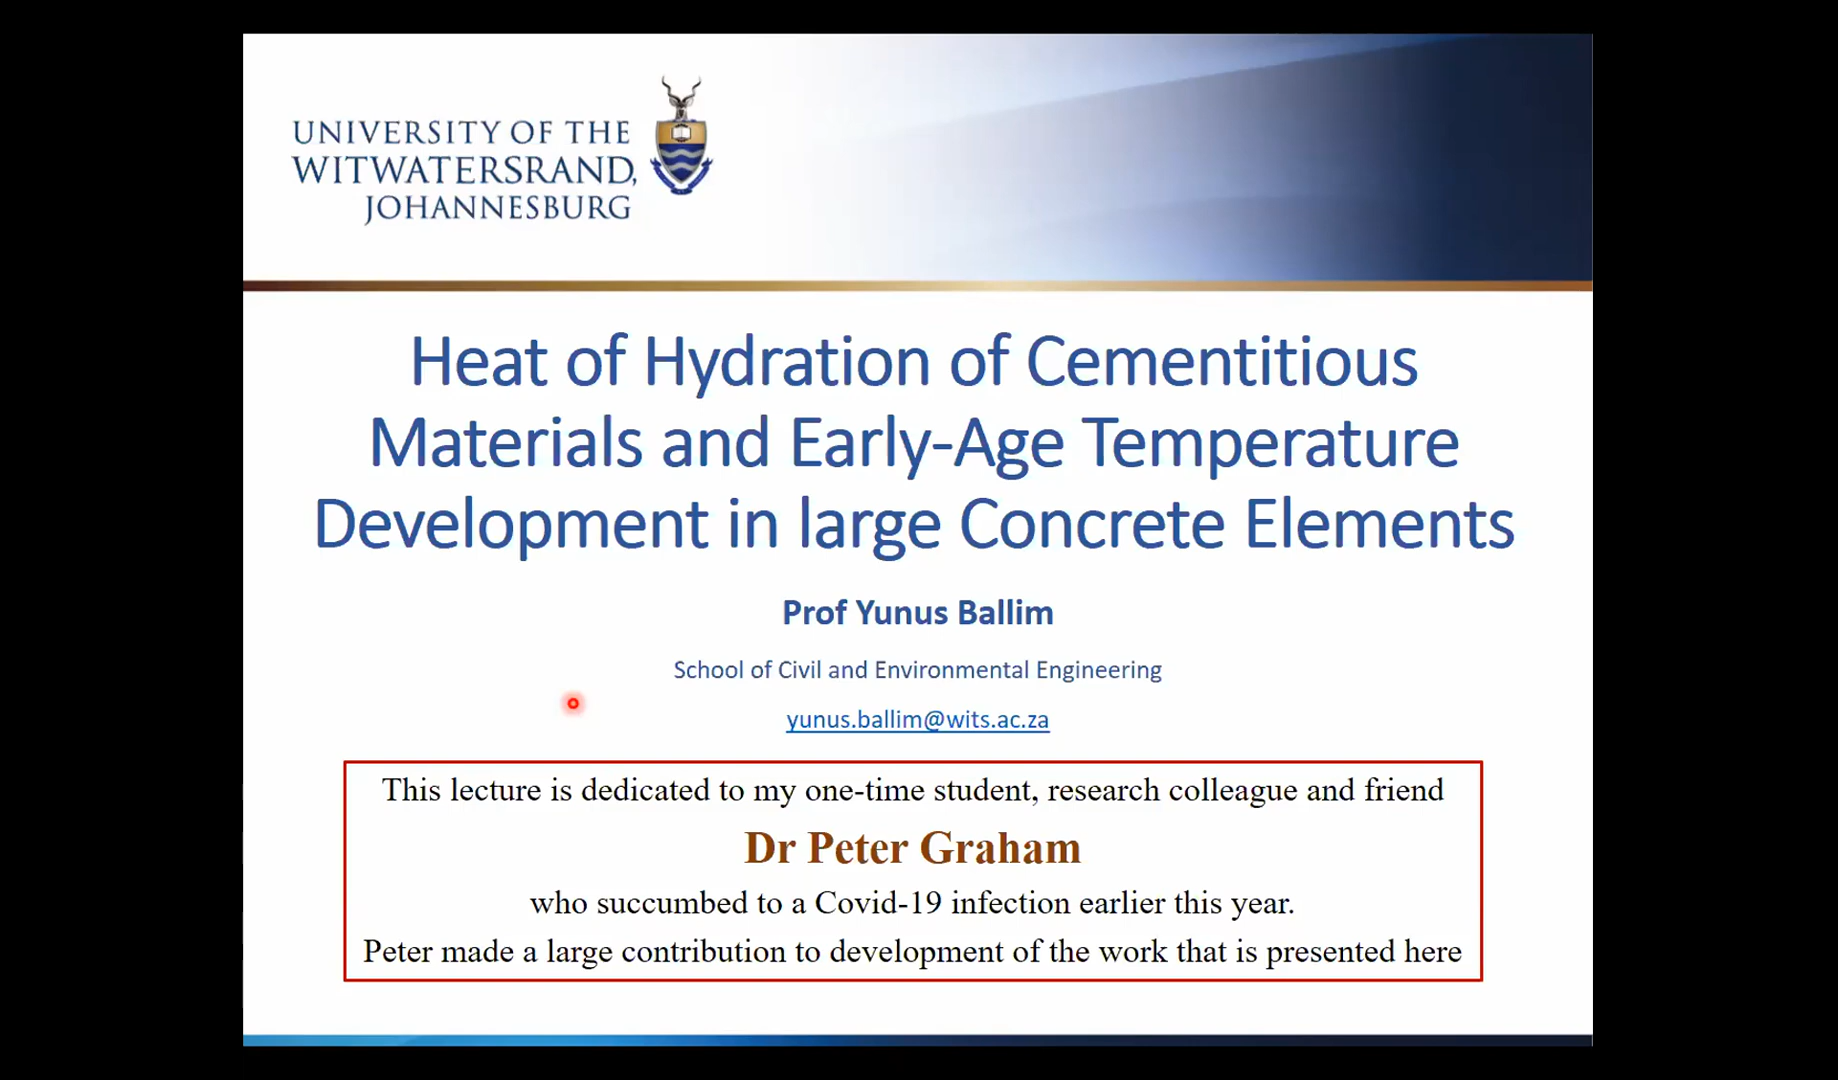 UNIVERSITY OF THE
WITWATERSRAND,
JOHANNESBURG
Heat of Hydration of Cementitious
Materials and Early-Age Temperature
Development in large Concrete Elements
Prof Yunus Ballim
School of Civil and Environmental Engineering
yunus.ballim@wits.ac.za
This lecture is dedicated to my one-time student, research colleague and friend
Dr Peter Graham
who succumbed to a Covid-19 infection earlier this year.
Peter made a large contribution to development of the work that is presented here